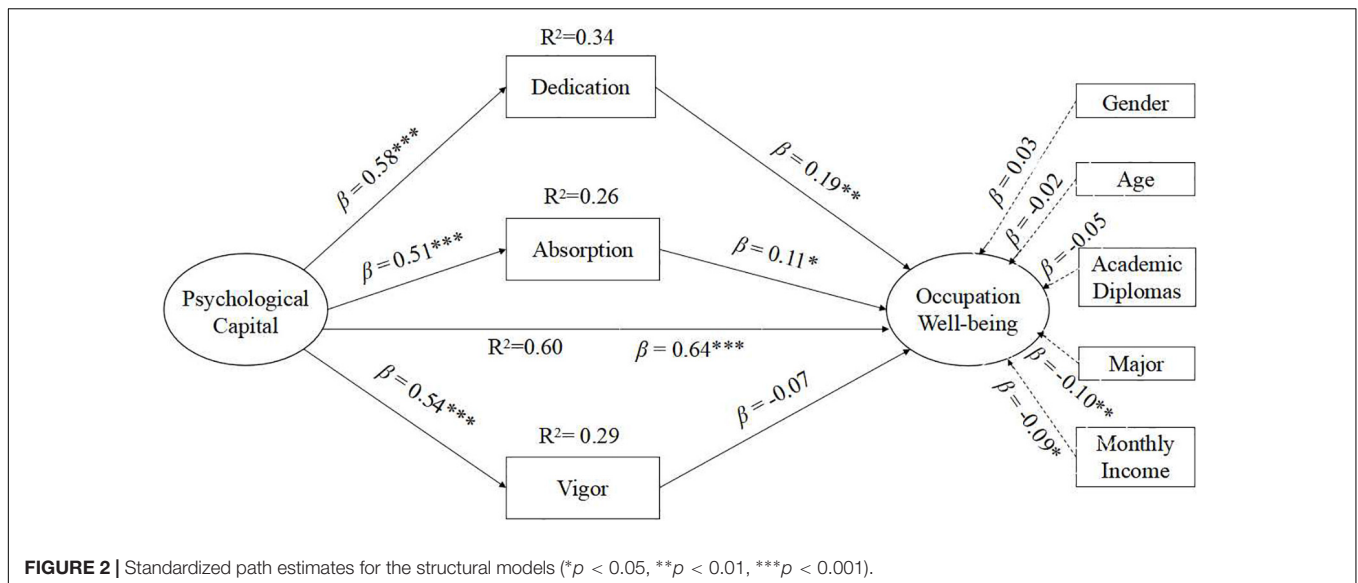 R²=0.34
Dedication
β = 0.58***
β = 0.19**
R²=0.26
Absorption
β = 0.51***
β = 0.11*
Psychological
Capital
R²=0.60
β = 0.64***
β = 0.54***
β = -0.07
R²= 0.29
Vigor
Occupation
Well-being
Gender
β = 0.03
Age
β = -0.02
Academic
Diplomas
β = -0.05
Major
β = -0.10**
Monthly
Income
β = -0.09*
FIGURE 2 | Standardized path estimates for the structural models (*p < 0.05, **p < 0.01, ***p < 0.001).